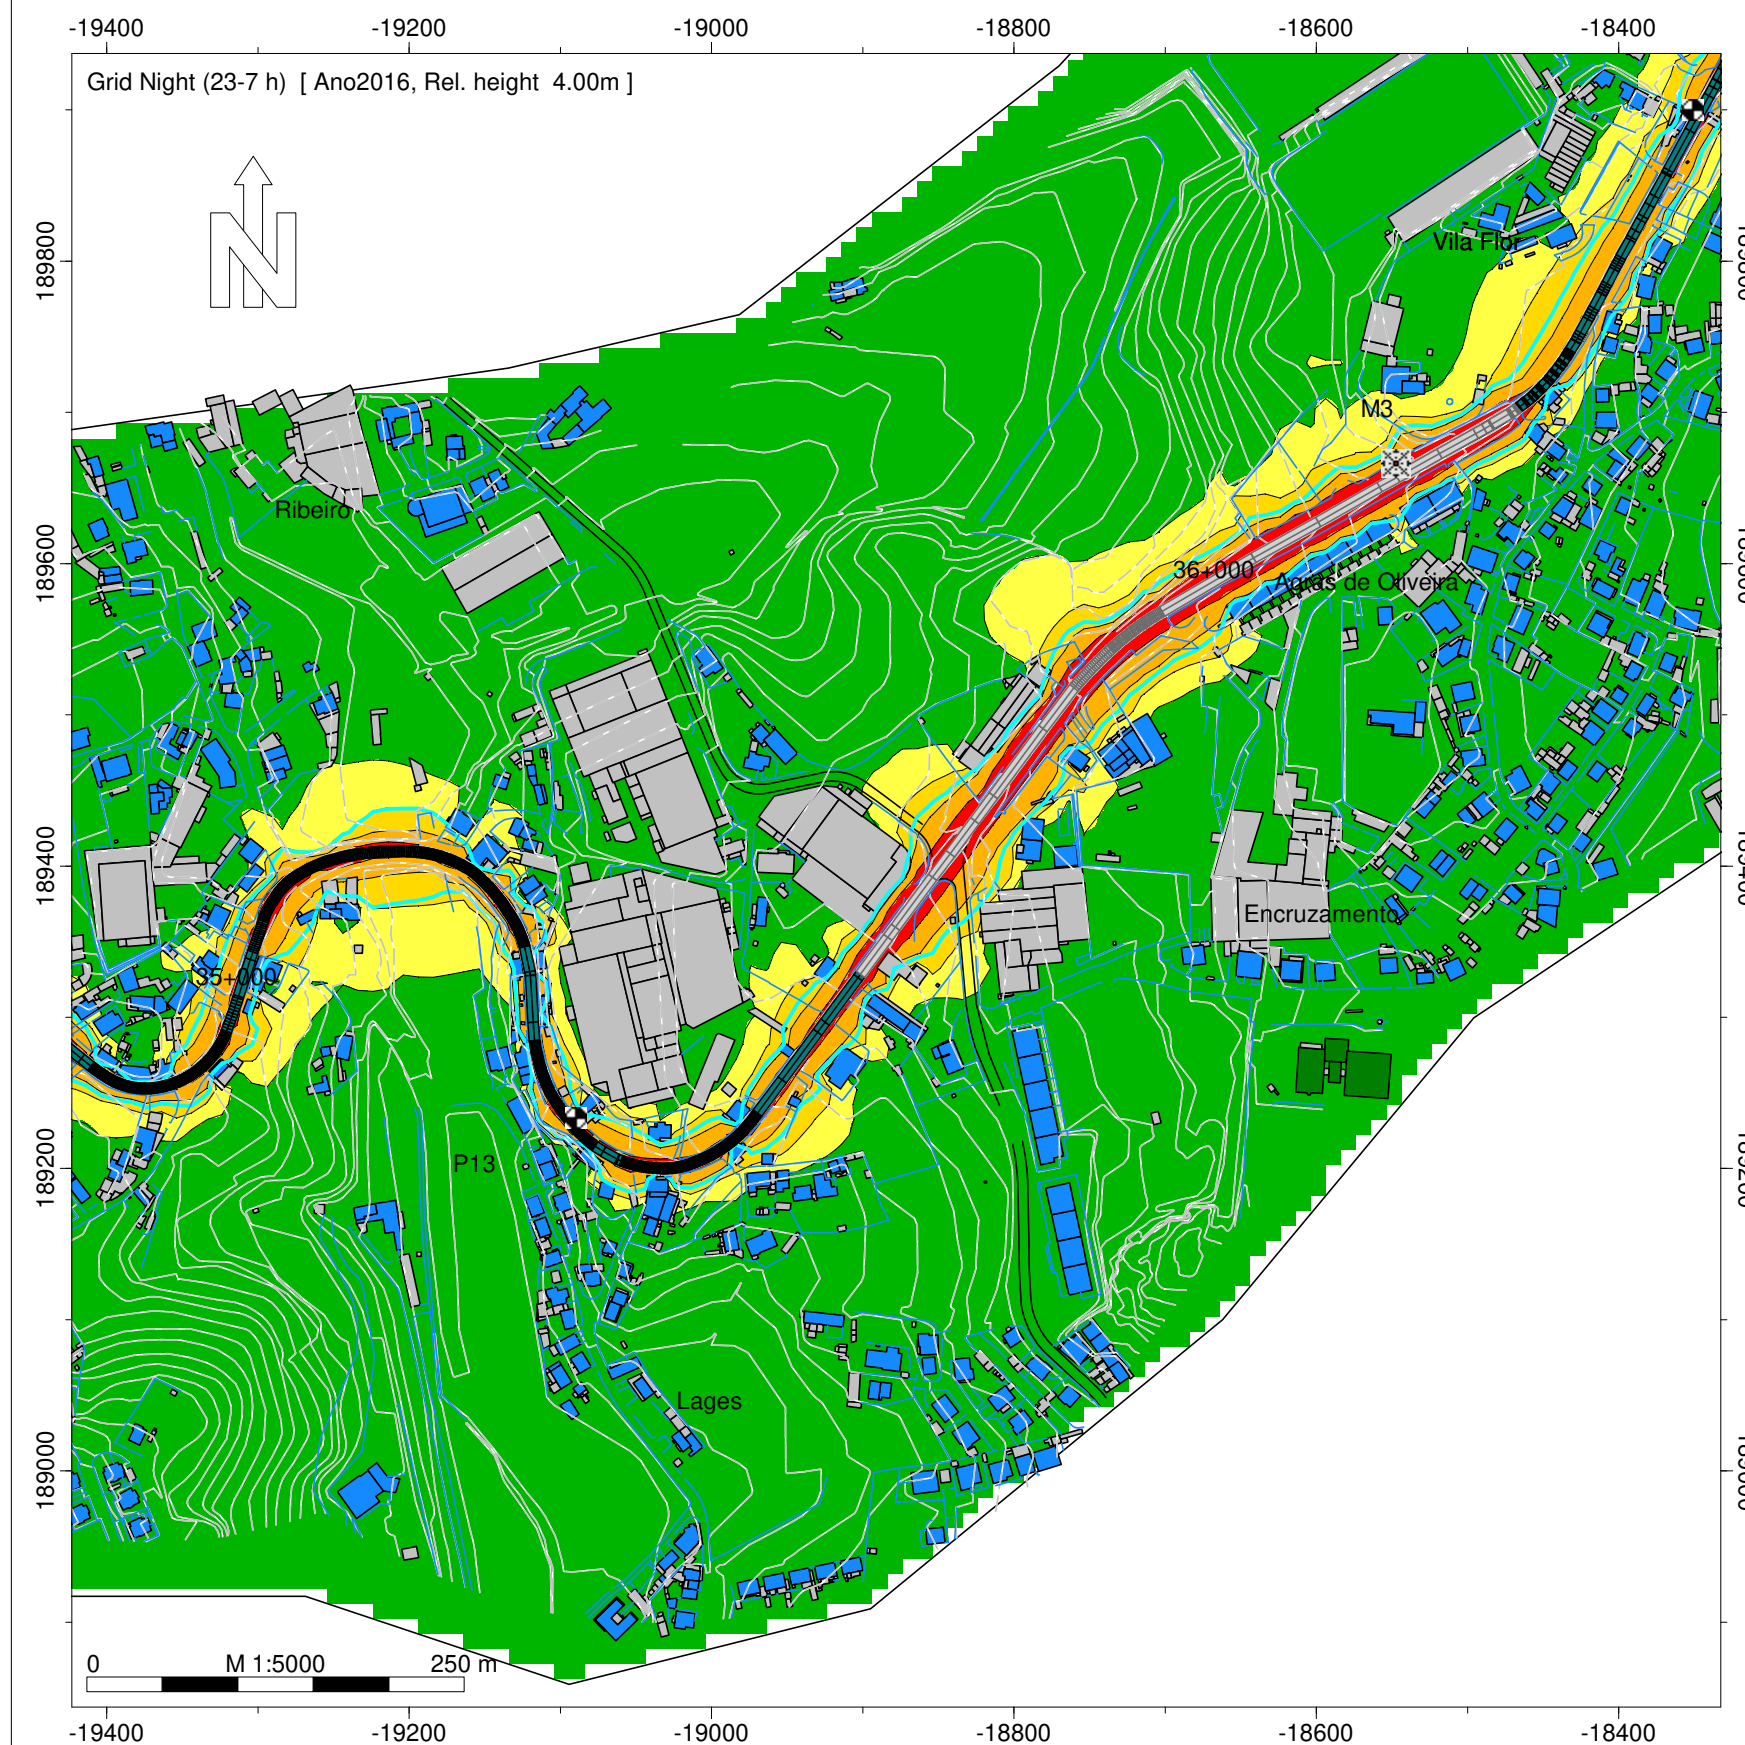 -19400 -19200 -19000 -18800 -18600 -18400
Grid Night (23-7 h) [ Ano2016, Rel. height 4.00m ]
N
189800
Vila Flor
M3
Ribeiro
189600
36+000
Agras de Oliveira
189400
Encruzamento
35+000
189200
P13
Lages
189000
0 M 1:5000 250 m
-19400 -19200 -19000 -18800 -18600 -18400